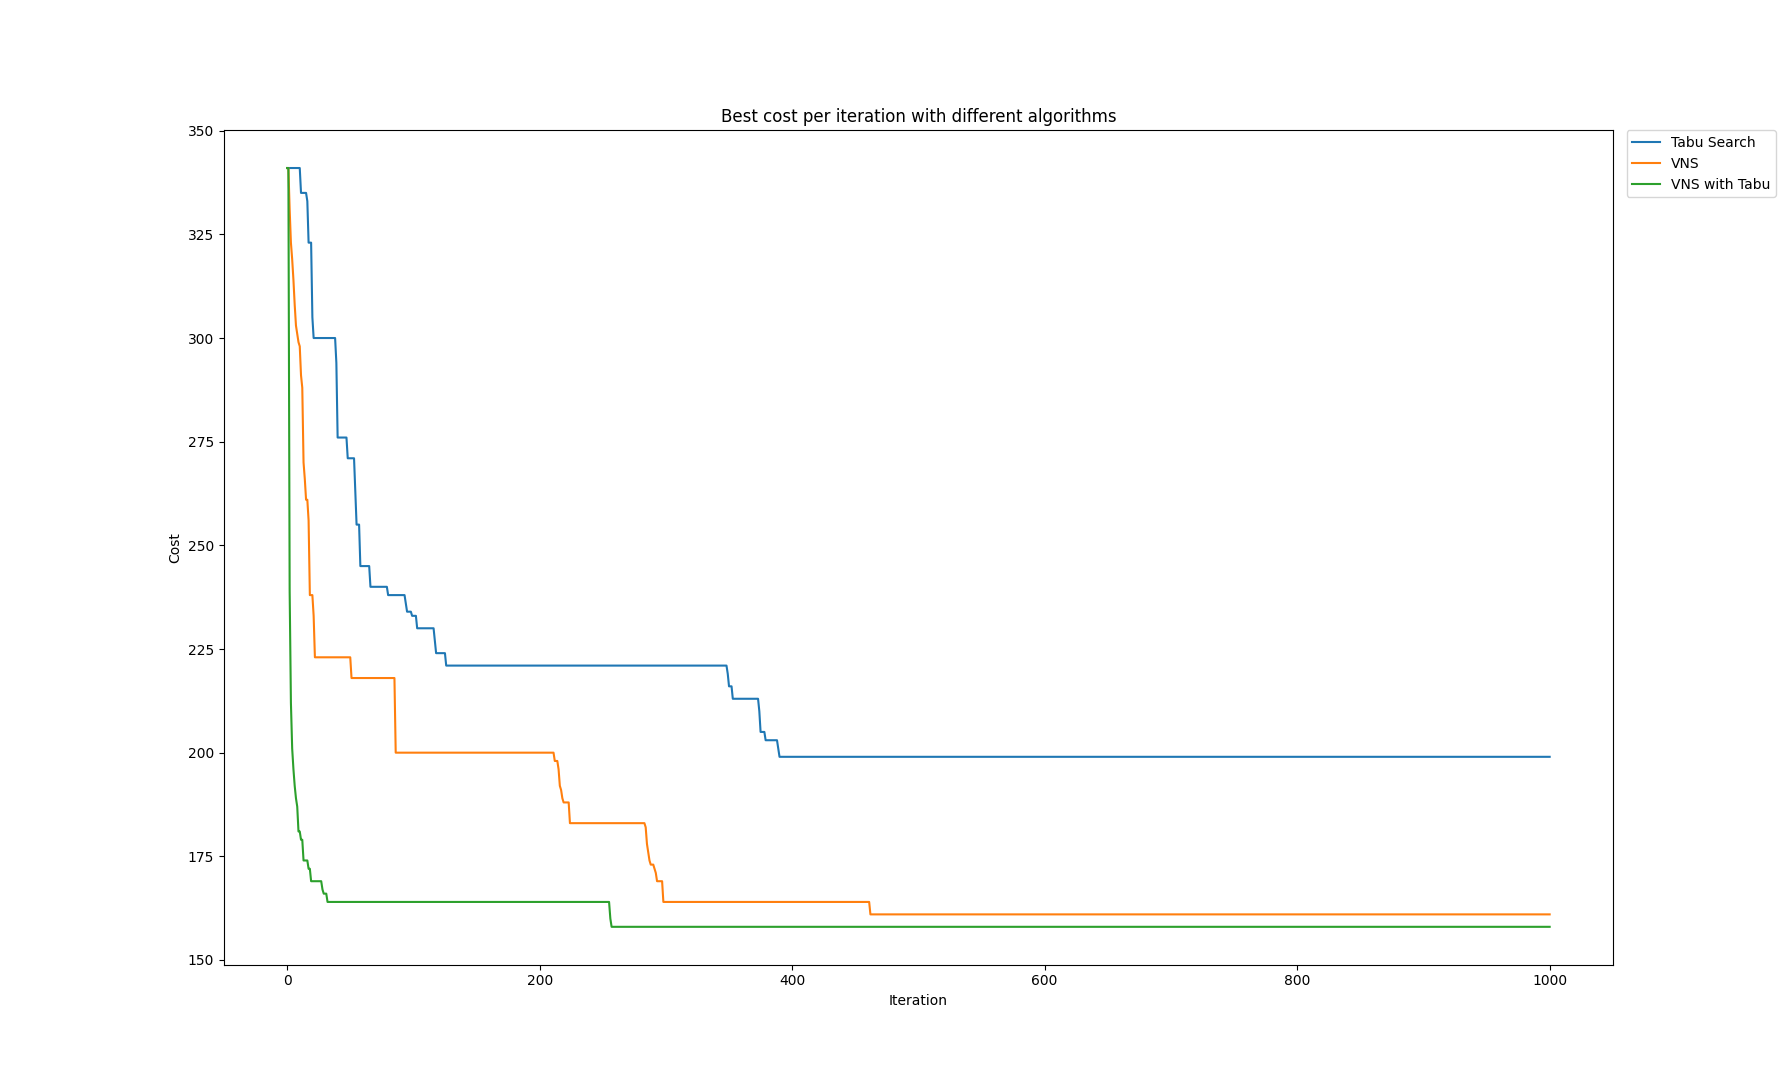 Best cost per iteration with different algorithms
350
325
300
275
250
225
200
175
150
Cost
0 200 400 600 800 1000
Iteration
Tabu Search
VNS
VNS with Tabu